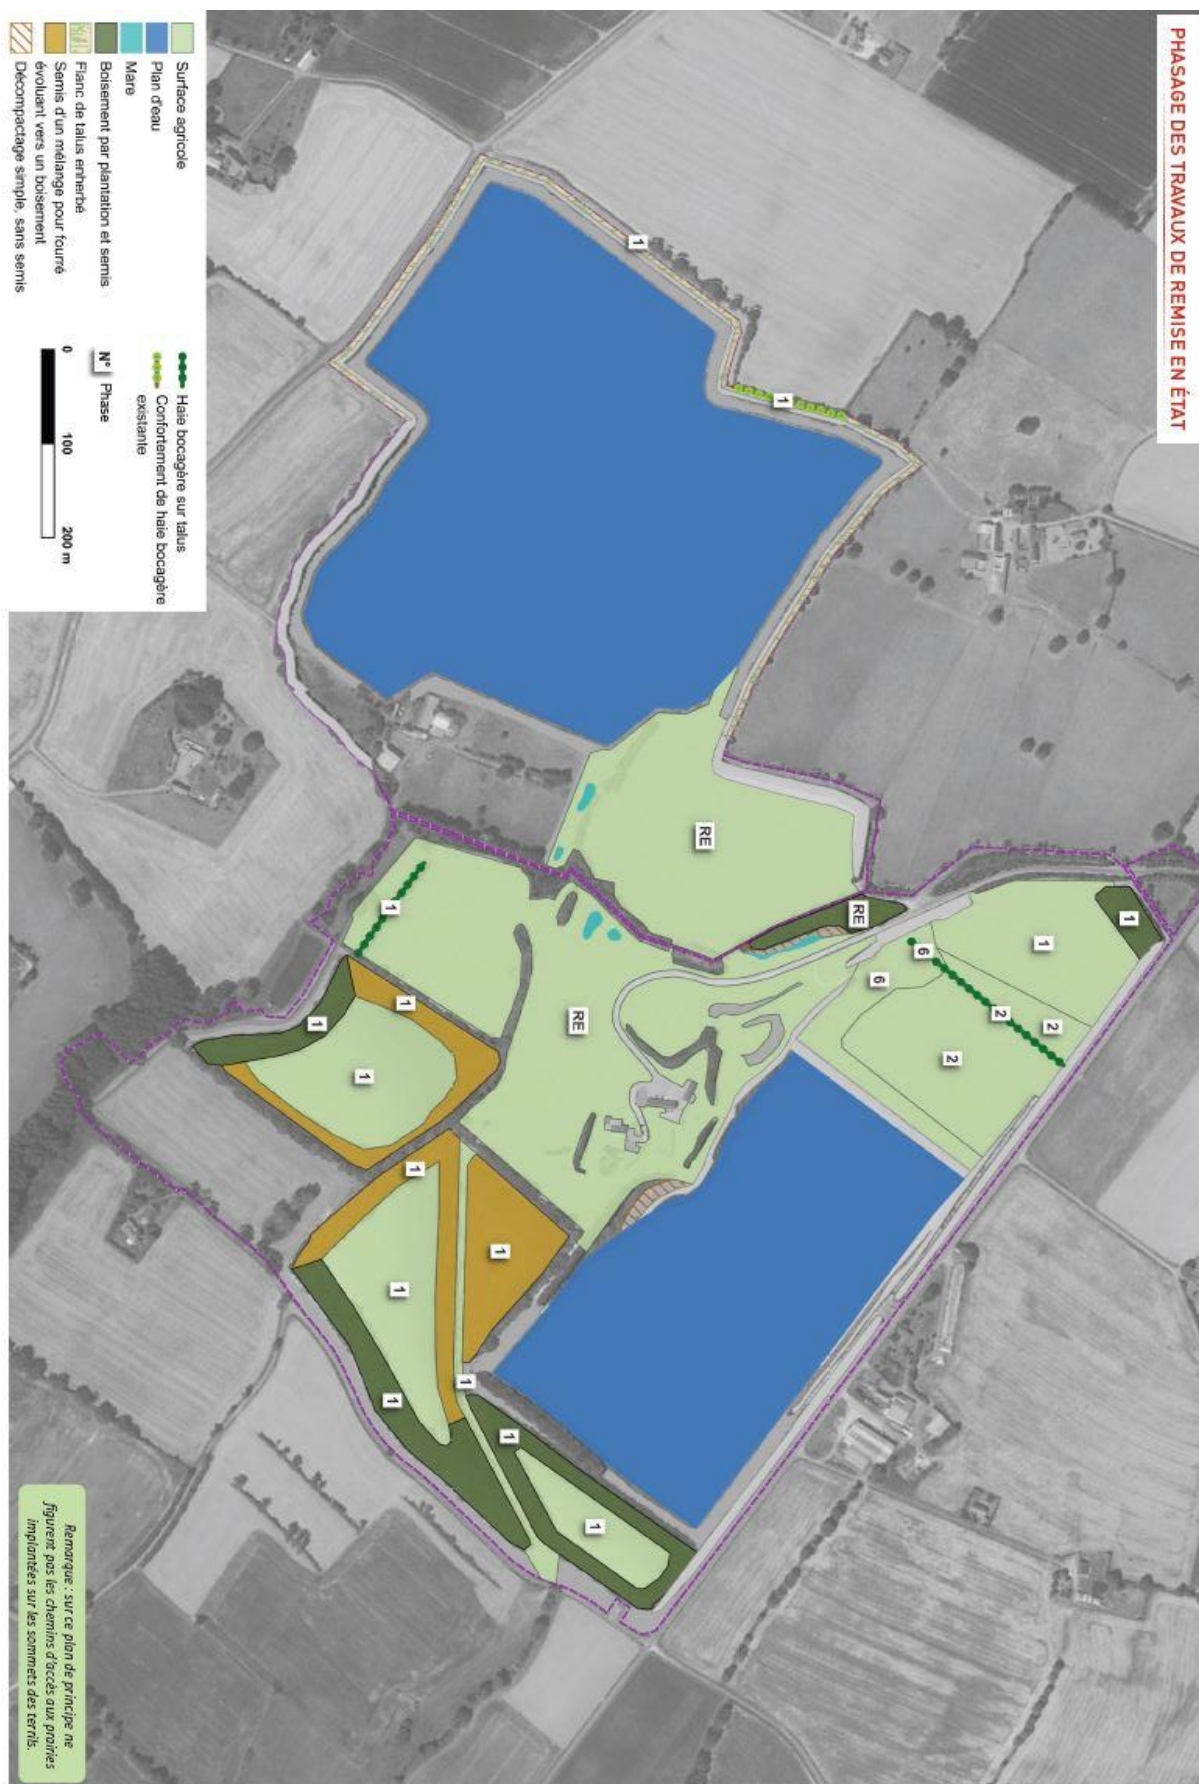 PHASAGE DES TRAVAUX DE REMISE EN ÉTAT
1
1
RE
RE
1
1
6
2
2
6
2
1
RE
1
1
1
1
1
1
1
1
1
1
Surface agricole
Plan d'eau
Mare
Boisement par plantation et semis
Flanc de talus enherbé
Semis d'un mélange pour fourré
évoluant vers un boisement
Décompactage simple, sans semis
Haie bocagère sur talus
Confortement de haie bocagère
existante
N° Phase
0 100 200 m
Remarque : sur ce plan de principe ne
figurent pas les chemins d'accès aux prairies
implantées sur les sommets des terrils.